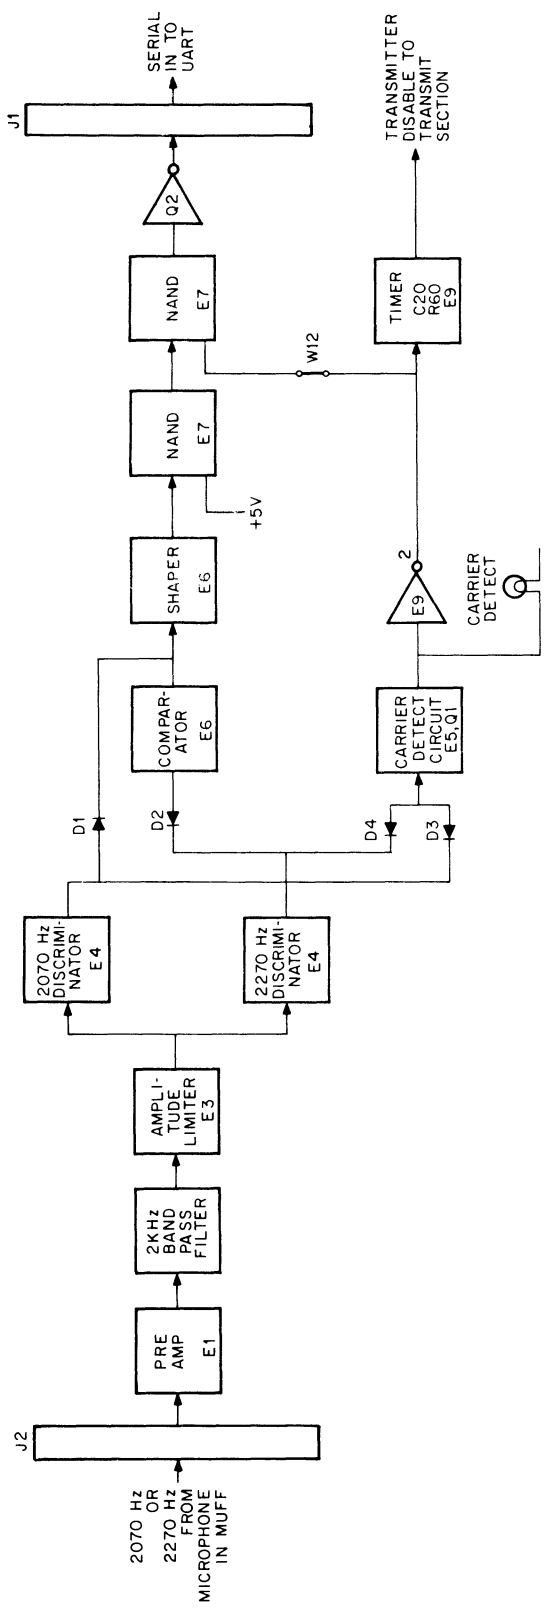 2070 Hz
OR
2270 Hz
FROM
MICROPHONE
IN MUFF
J2
PRE
AMP
E1
2KHz
BAND
PASS
FILTER
AMPLI-
TUDE
LIMITER
E3
2070 Hz
DISCRIMI-
NATOR
E4
2270 Hz
DISCRIMI-
NATOR
E4
D1
D2
D4
D3
COMPAR-
ATOR
E6
CARRIER
DETECT
CIRCUIT
E5,Q1
SHAPER
E6
E9
2
CARRIER
DETECT
+5V
NAND
E7
NAND
E7
W12
TIMER
C20
R60
E9
Q2
J1
SERIAL
IN TO
UART
TRANSMITTER
DISABLE TO
TRANSMIT
SECTION